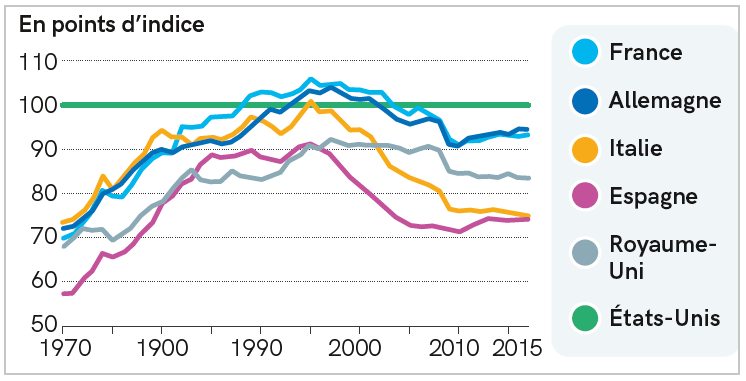 En points d'indice
110
100
90
80
70
60
50
1970 1900 1990 2000 2010 2015
France
Allemagne
Italie
Espagne
Royaume-
Uni
États-Unis